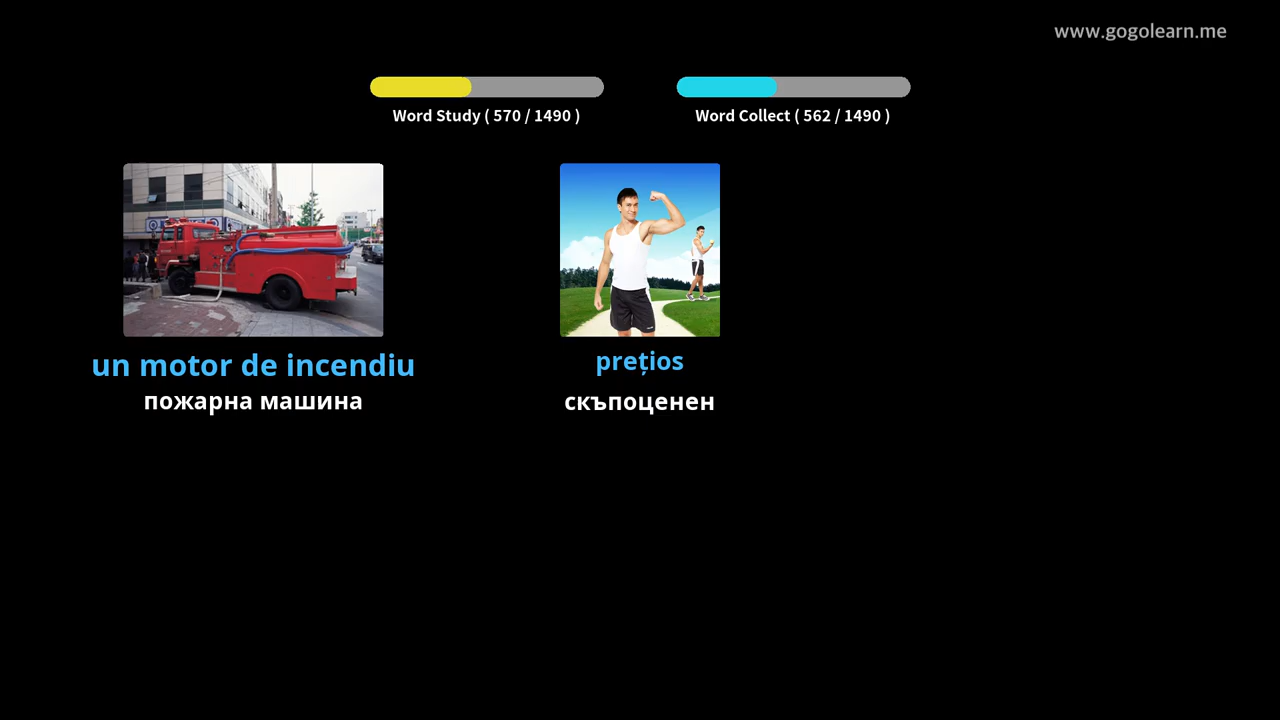 www.gogolearn.me
Word Study ( 570 / 1490 )
Word Collect ( 562 / 1490 )
un motor de incendiu
пожарна машина
prețios
скъпоценен